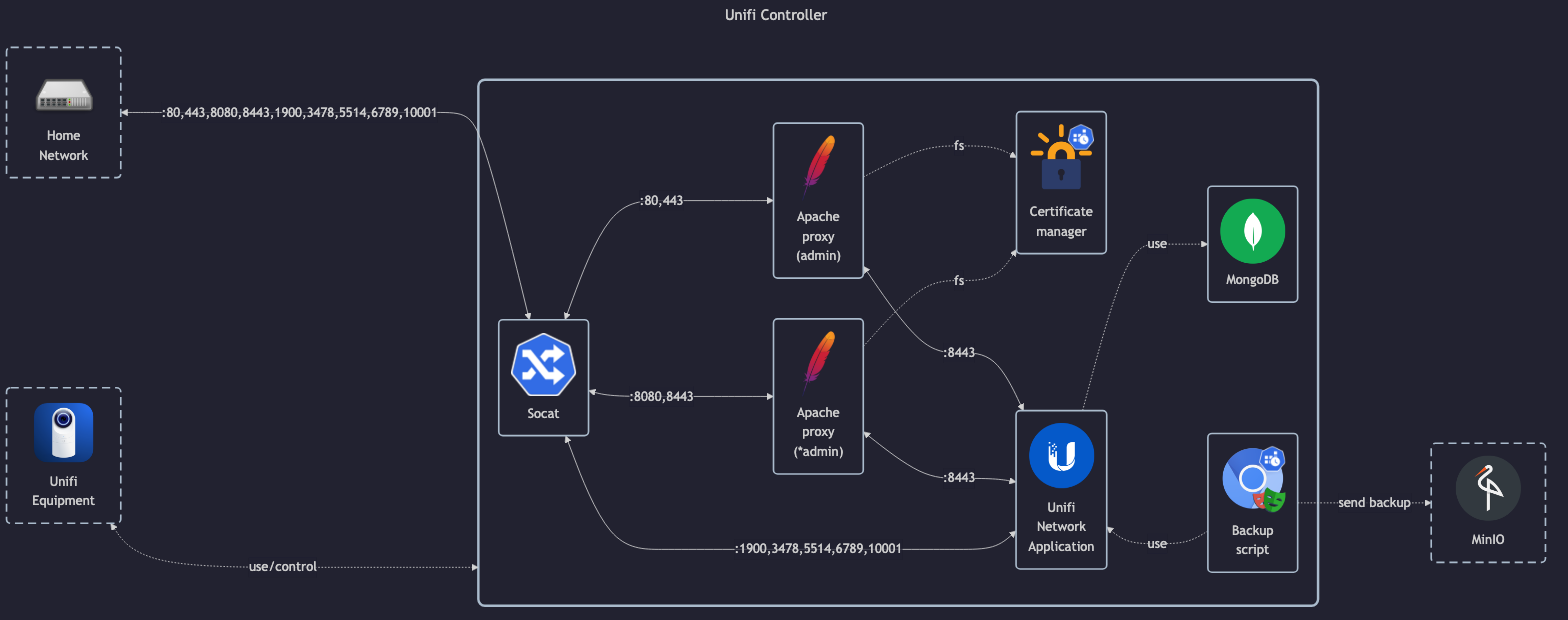 Unifi Controller
Home
Network
:80,443,8080,8443,1900,3478,5514,6789,10001
:80,443
Apache
proxy
(admin)
fs
Certificate
manager
fs
use
MongoDB
Socat
:8080,8443
Apache
proxy
(*admin)
:8443
:8443
Unifi
Equipment
use/control
:1900,3478,5514,6789,10001
Unifi
Network
Application
use
Backup
script
send backup
MinIO